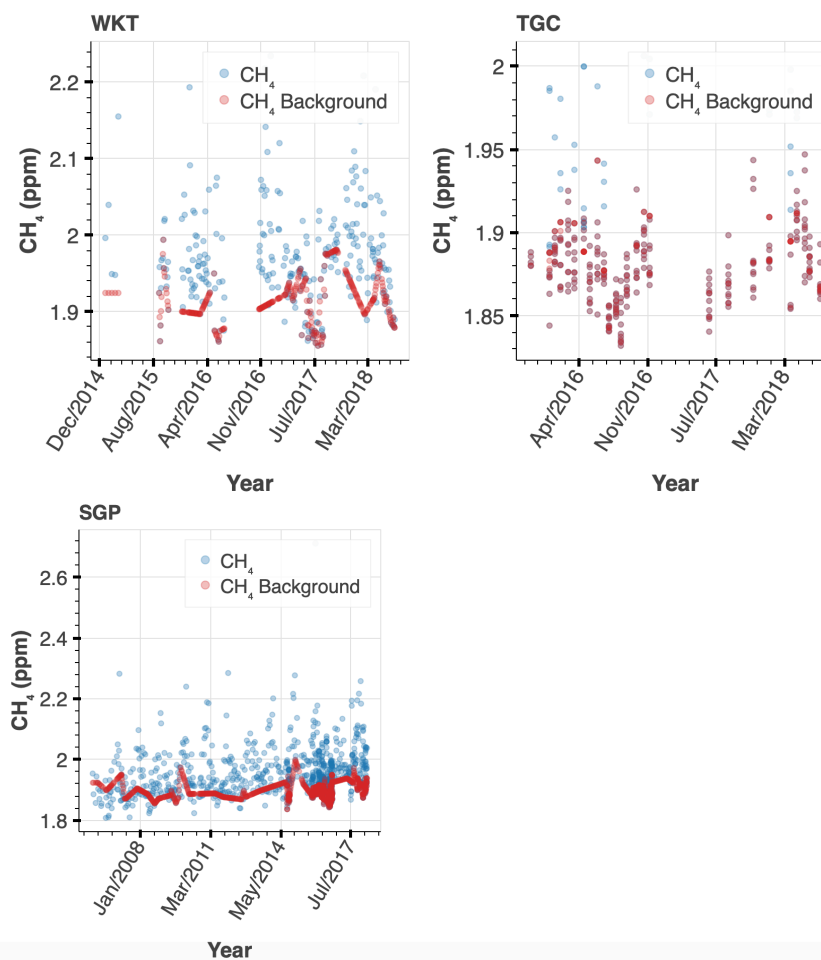 WKT
CH₄
CH₄ Background
2.2
2.1
2
1.9
CH₄ (ppm)
Dec/2014
Aug/2015
Apr/2016
Nov/2016
Jul/2017
Mar/2018
Year
TGC
CH₄
CH₄ Background
2
1.95
1.9
1.85
CH₄ (ppm)
Apr/2016
Nov/2016
Jul/2017
Mar/2018
Year
SGP
CH₄
CH₄ Background
2.6
2.4
2.2
2
1.8
CH₄ (ppm)
Jan/2008
Mar/2011
May/2014
Jul/2017
Year